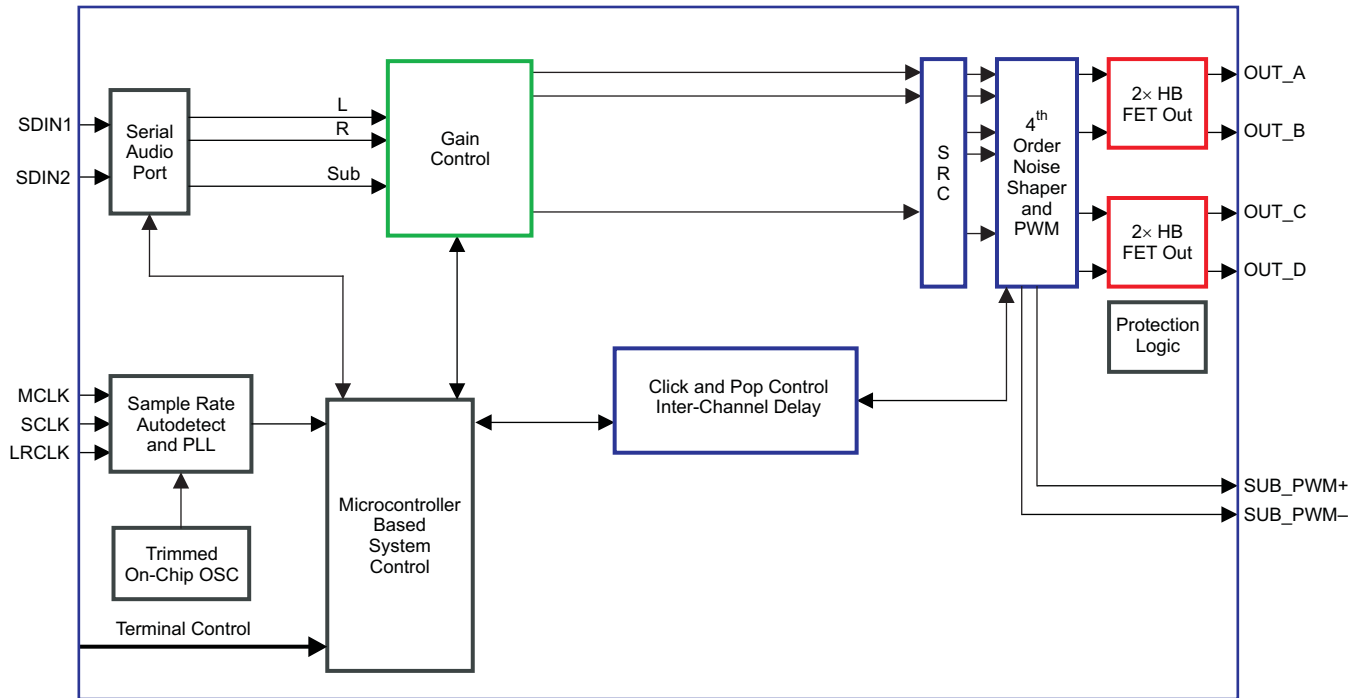 SDIN1
SDIN2
Serial
Audio
Port
L
R
Sub
Gain
Control
S
R
C
4th
Order
Noise
Shaper
and
PWM
2× HB
FET Out
OUT_A
OUT_B
2× HB
FET Out
OUT_C
OUT_D
Protection
Logic
MCLK
SCLK
LRCLK
Sample Rate
Autodetect
and PLL
Click and Pop Control
Inter-Channel Delay
Microcontroller
Based
System
Control
Trimmed
On-Chip OSC
Terminal Control
SUB_PWM+
SUB_PWM–